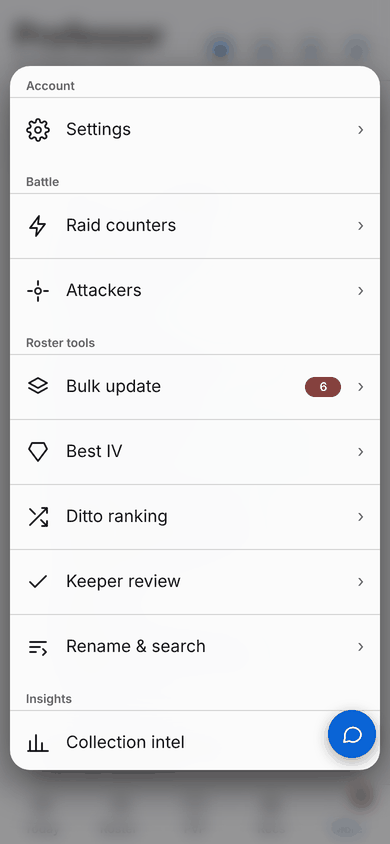 Professor
Account
Settings
Battle
Raid counters
Attackers
Roster tools
Bulk update 6
Best IV
Ditto ranking
Keeper review
Rename & search
Insights
Collection intel